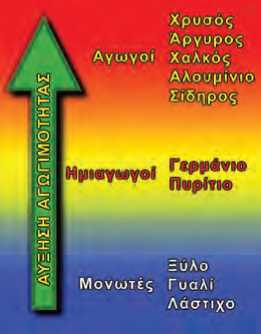 ΑΥΞΗΣΗ ΑΓΩΓΙΜΟΤΗΤΑΣ
Αγωγοί
Χρυσός
Άργυρος
Χαλκός
Αλουμίνιο
Σίδηρος
Ημιαγωγοί
Γερμάνιο
Πυρίτιο
Μονωτές
Ξύλο
Γυαλί
Λάστιχο